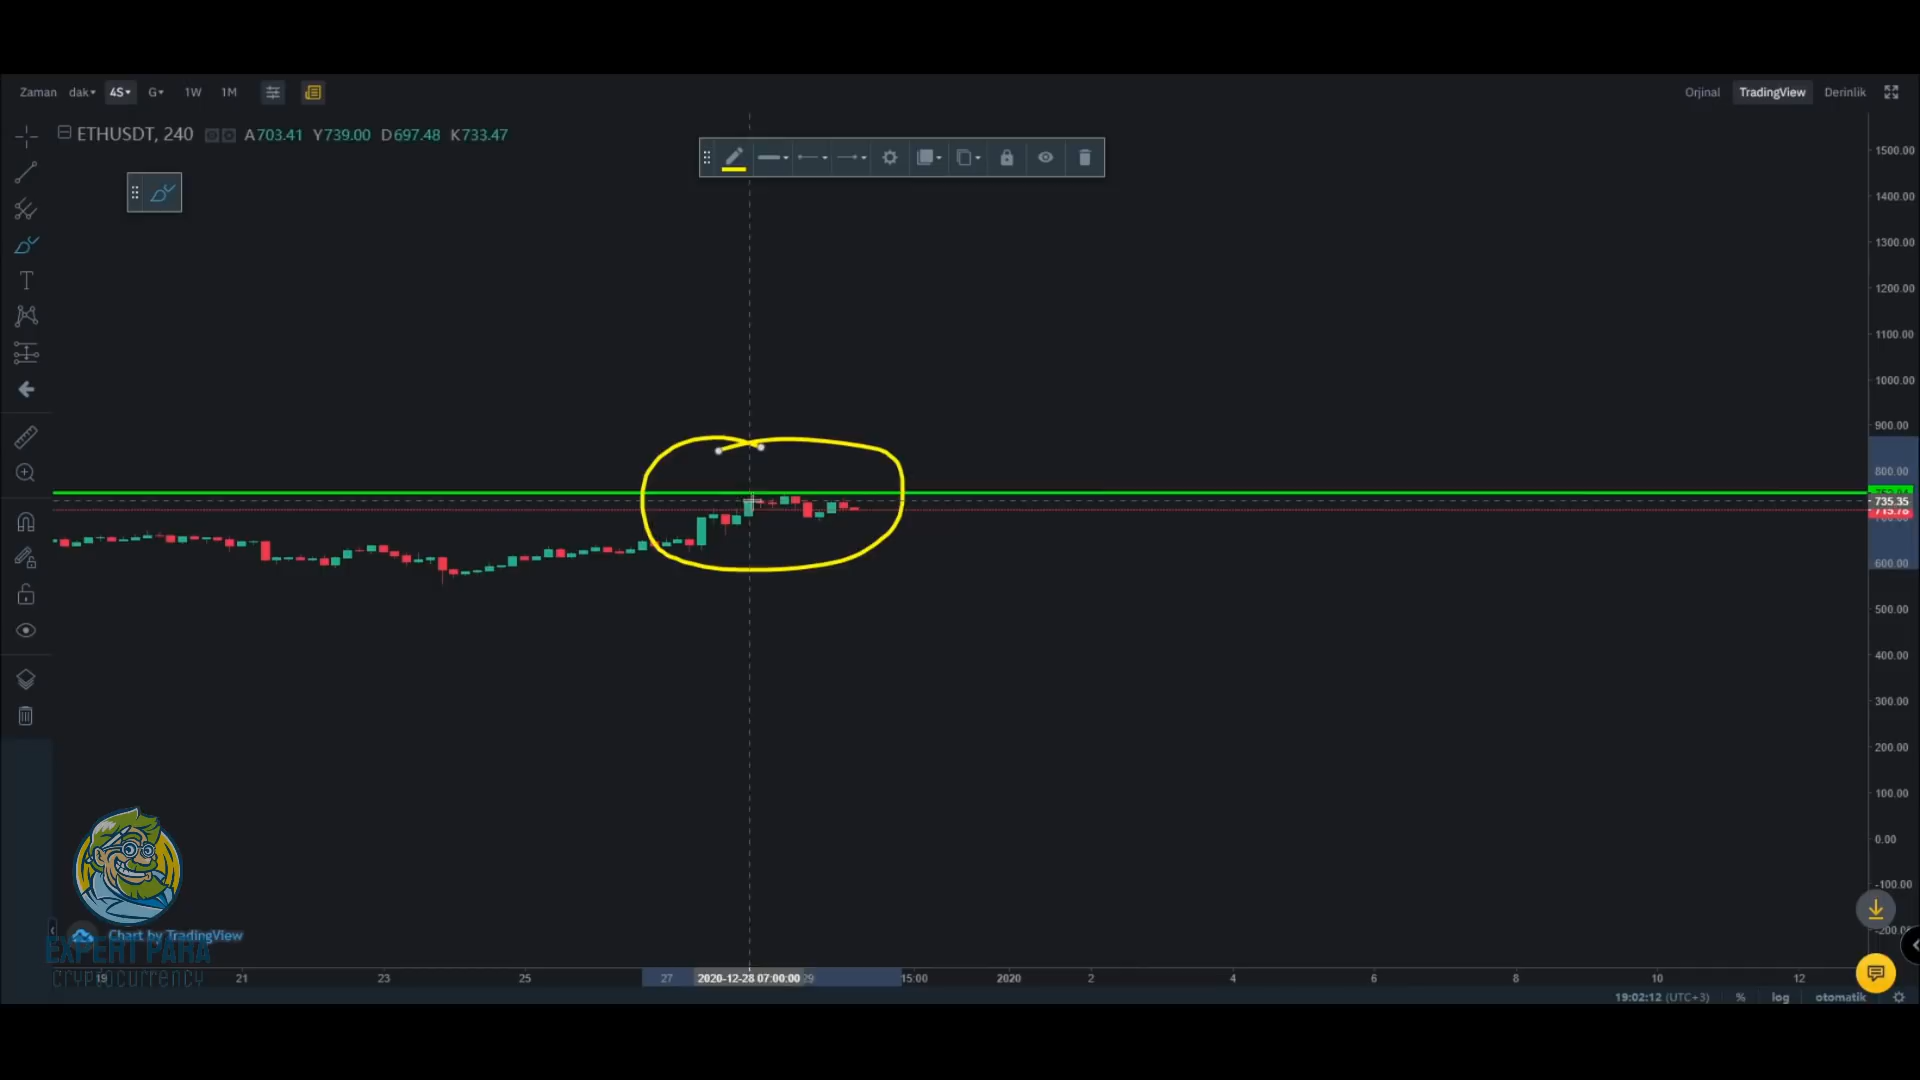 Zaman dak 4S G 1W 1M Orjinal TradingView Derinlik
ETHUSDT, 240 A703.41 Y739.00 D697.48 K733.47
1500.00
1400.00
1300.00
1200.00
1100.00
1000.00
900.00
800.00
735.35
715.78
600.00
500.00
400.00
300.00
200.00
100.00
0.00
-100.00
Chart by TradingView
EXPERT PARA
CRYPTOCURRENCY
19 21 23 25 27 2020-12-28 07:00:00 29 15:00 2020 2 4 6 8 10 12
19:02:12 (UTC+3) % log otomatik